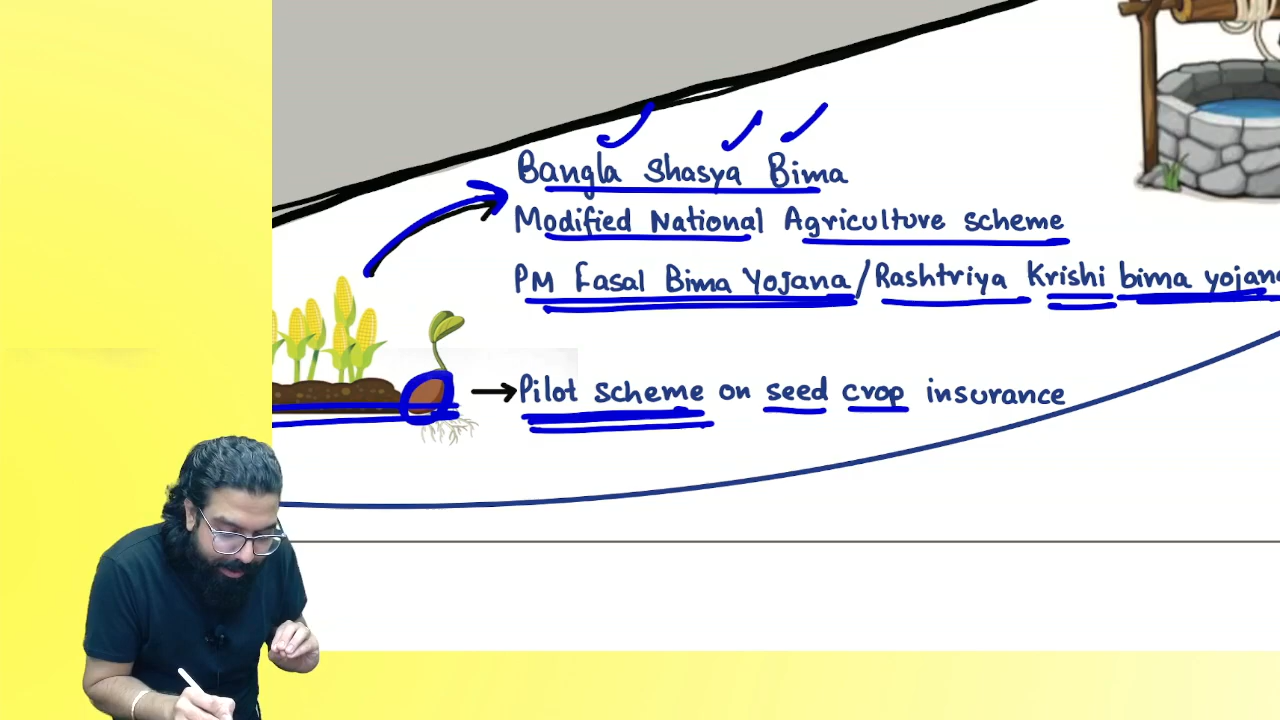 Bangla Shasya Bima
Modified National Agriculture scheme
PM Fasal Bima Yojana/Rashtriya Krishi bima yojana
Pilot scheme on seed crop insurance